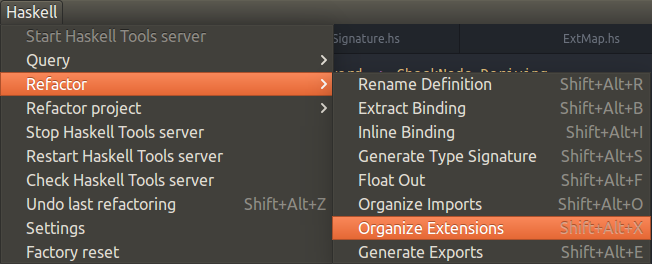 Haskell
Start Haskell Tools server
Query
Refactor
Refactor project
Stop Haskell Tools server
Restart Haskell Tools server
Check Haskell Tools server
Undo last refactoring Shift+Alt+Z
Settings
Factory reset
Signature.hs ExtMap.hs
Rename Definition Shift+Alt+R
Extract Binding Shift+Alt+B
Inline Binding Shift+Alt+I
Generate Type Signature Shift+Alt+S
Float Out Shift+Alt+F
Organize Imports Shift+Alt+O
Organize Extensions Shift+Alt+X
Generate Exports Shift+Alt+E